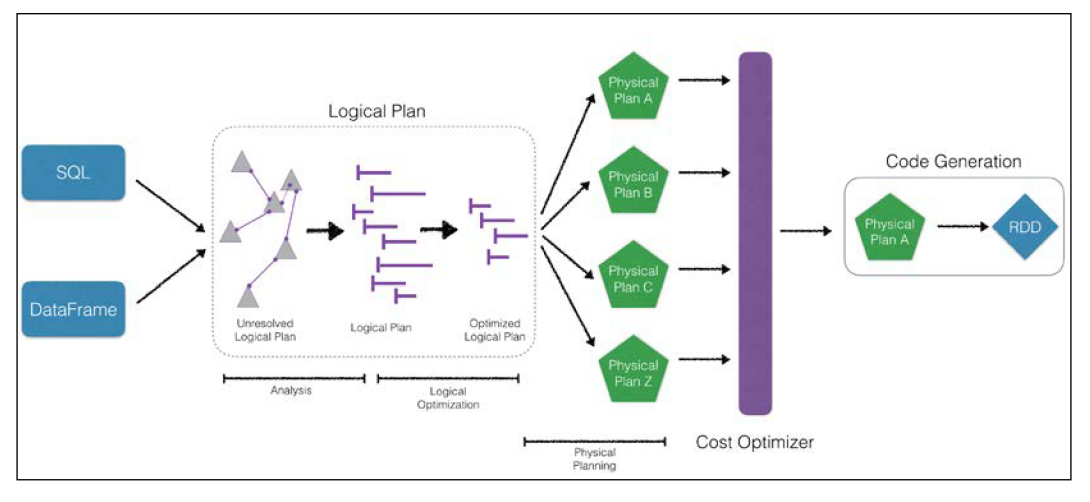 SQL
DataFrame
Logical Plan
Unresolved
Logical Plan
Logical Plan
Optimized
Logical Plan
Analysis
Logical
Optimization
Physical
Plan A
Physical
Plan B
Physical
Plan C
Physical
Plan Z
Physical
Planning
Cost Optimizer
Code Generation
Physical
Plan A
RDD